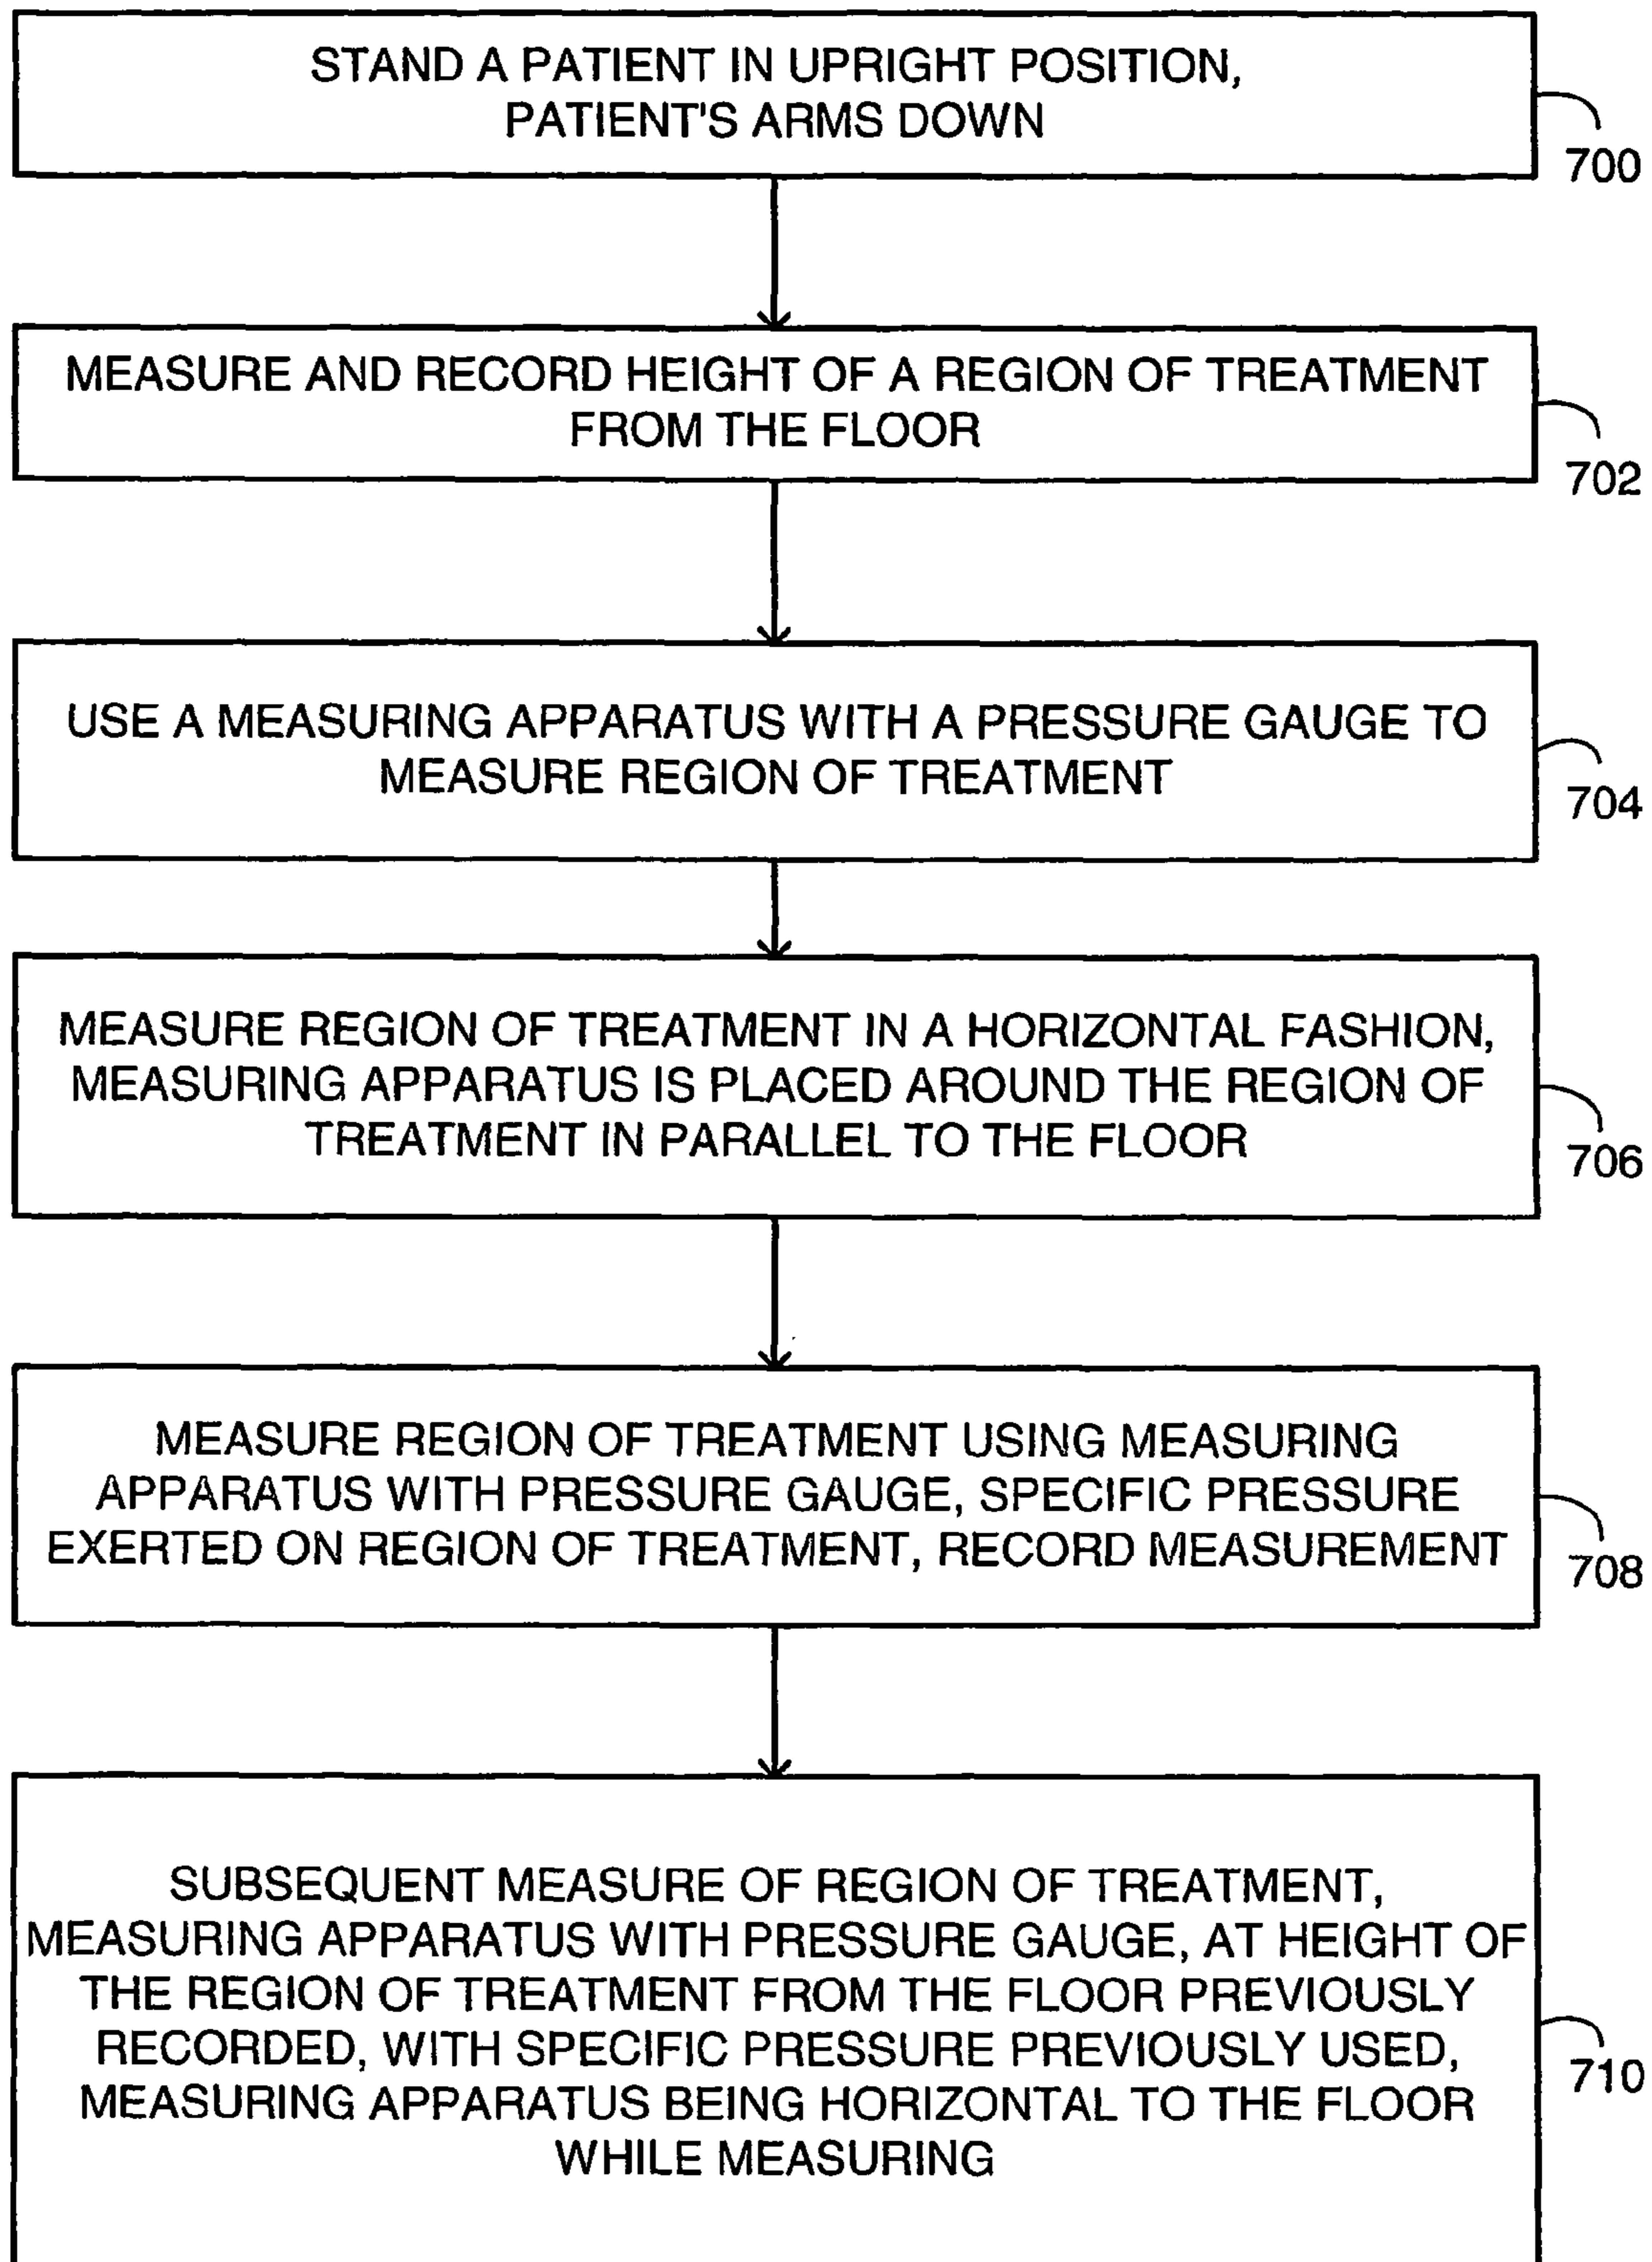 STAND A PATIENT IN UPRIGHT POSITION,
PATIENT'S ARMS DOWN
700
MEASURE AND RECORD HEIGHT OF A REGION OF TREATMENT
FROM THE FLOOR
702
USE A MEASURING APPARATUS WITH A PRESSURE GAUGE TO
MEASURE REGION OF TREATMENT
704
MEASURE REGION OF TREATMENT IN A HORIZONTAL FASHION,
MEASURING APPARATUS IS PLACED AROUND THE REGION OF
TREATMENT IN PARALLEL TO THE FLOOR
706
MEASURE REGION OF TREATMENT USING MEASURING
APPARATUS WITH PRESSURE GAUGE, SPECIFIC PRESSURE
EXERTED ON REGION OF TREATMENT, RECORD MEASUREMENT
708
SUBSEQUENT MEASURE OF REGION OF TREATMENT,
MEASURING APPARATUS WITH PRESSURE GAUGE, AT HEIGHT OF
THE REGION OF TREATMENT FROM THE FLOOR PREVIOUSLY
RECORDED, WITH SPECIFIC PRESSURE PREVIOUSLY USED,
MEASURING APPARATUS BEING HORIZONTAL TO THE FLOOR
WHILE MEASURING
710